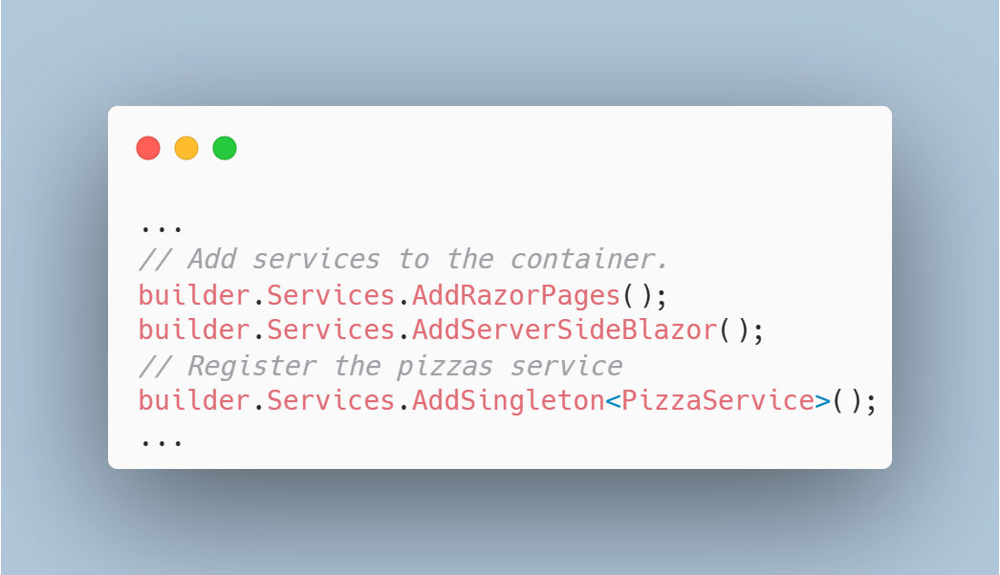 ...
// Add services to the container.
builder.Services.AddRazorPages();
builder.Services.AddServerSideBlazor();
// Register the pizzas service
builder.Services.AddSingleton<PizzaService>();
...